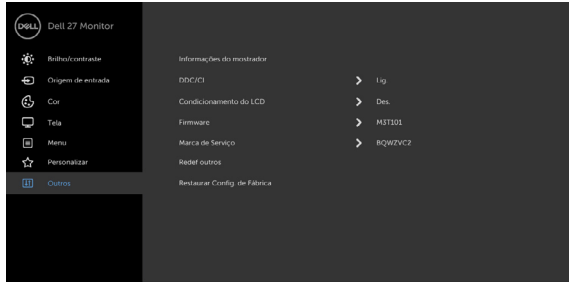 DELL Dell 27 Monitor
Brilho/contraste
Origem de entrada
Cor
Tela
Menu
Personalizar
Outros
Informações do mostrador
DDC/CI Lig.
Condicionamento do LCD Des.
Firmware M3T101
Marca de Serviço BQWZVC2
Redef outros
Restaurar Config. de Fábrica